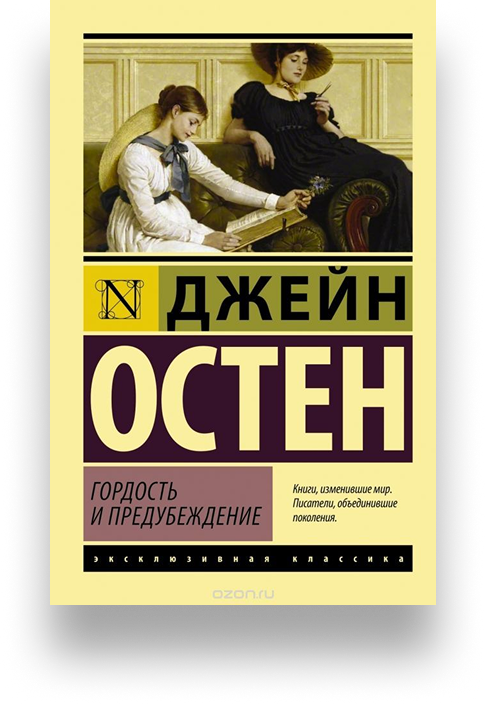 N
ДЖЕЙН
ОСТЕН
ГОРДОСТЬ
И ПРЕДУБЕЖДЕНИЕ
Книги, изменившие мир.
Писатели, объединившие
поколения.
эксклюзивная классика
ozon.ru